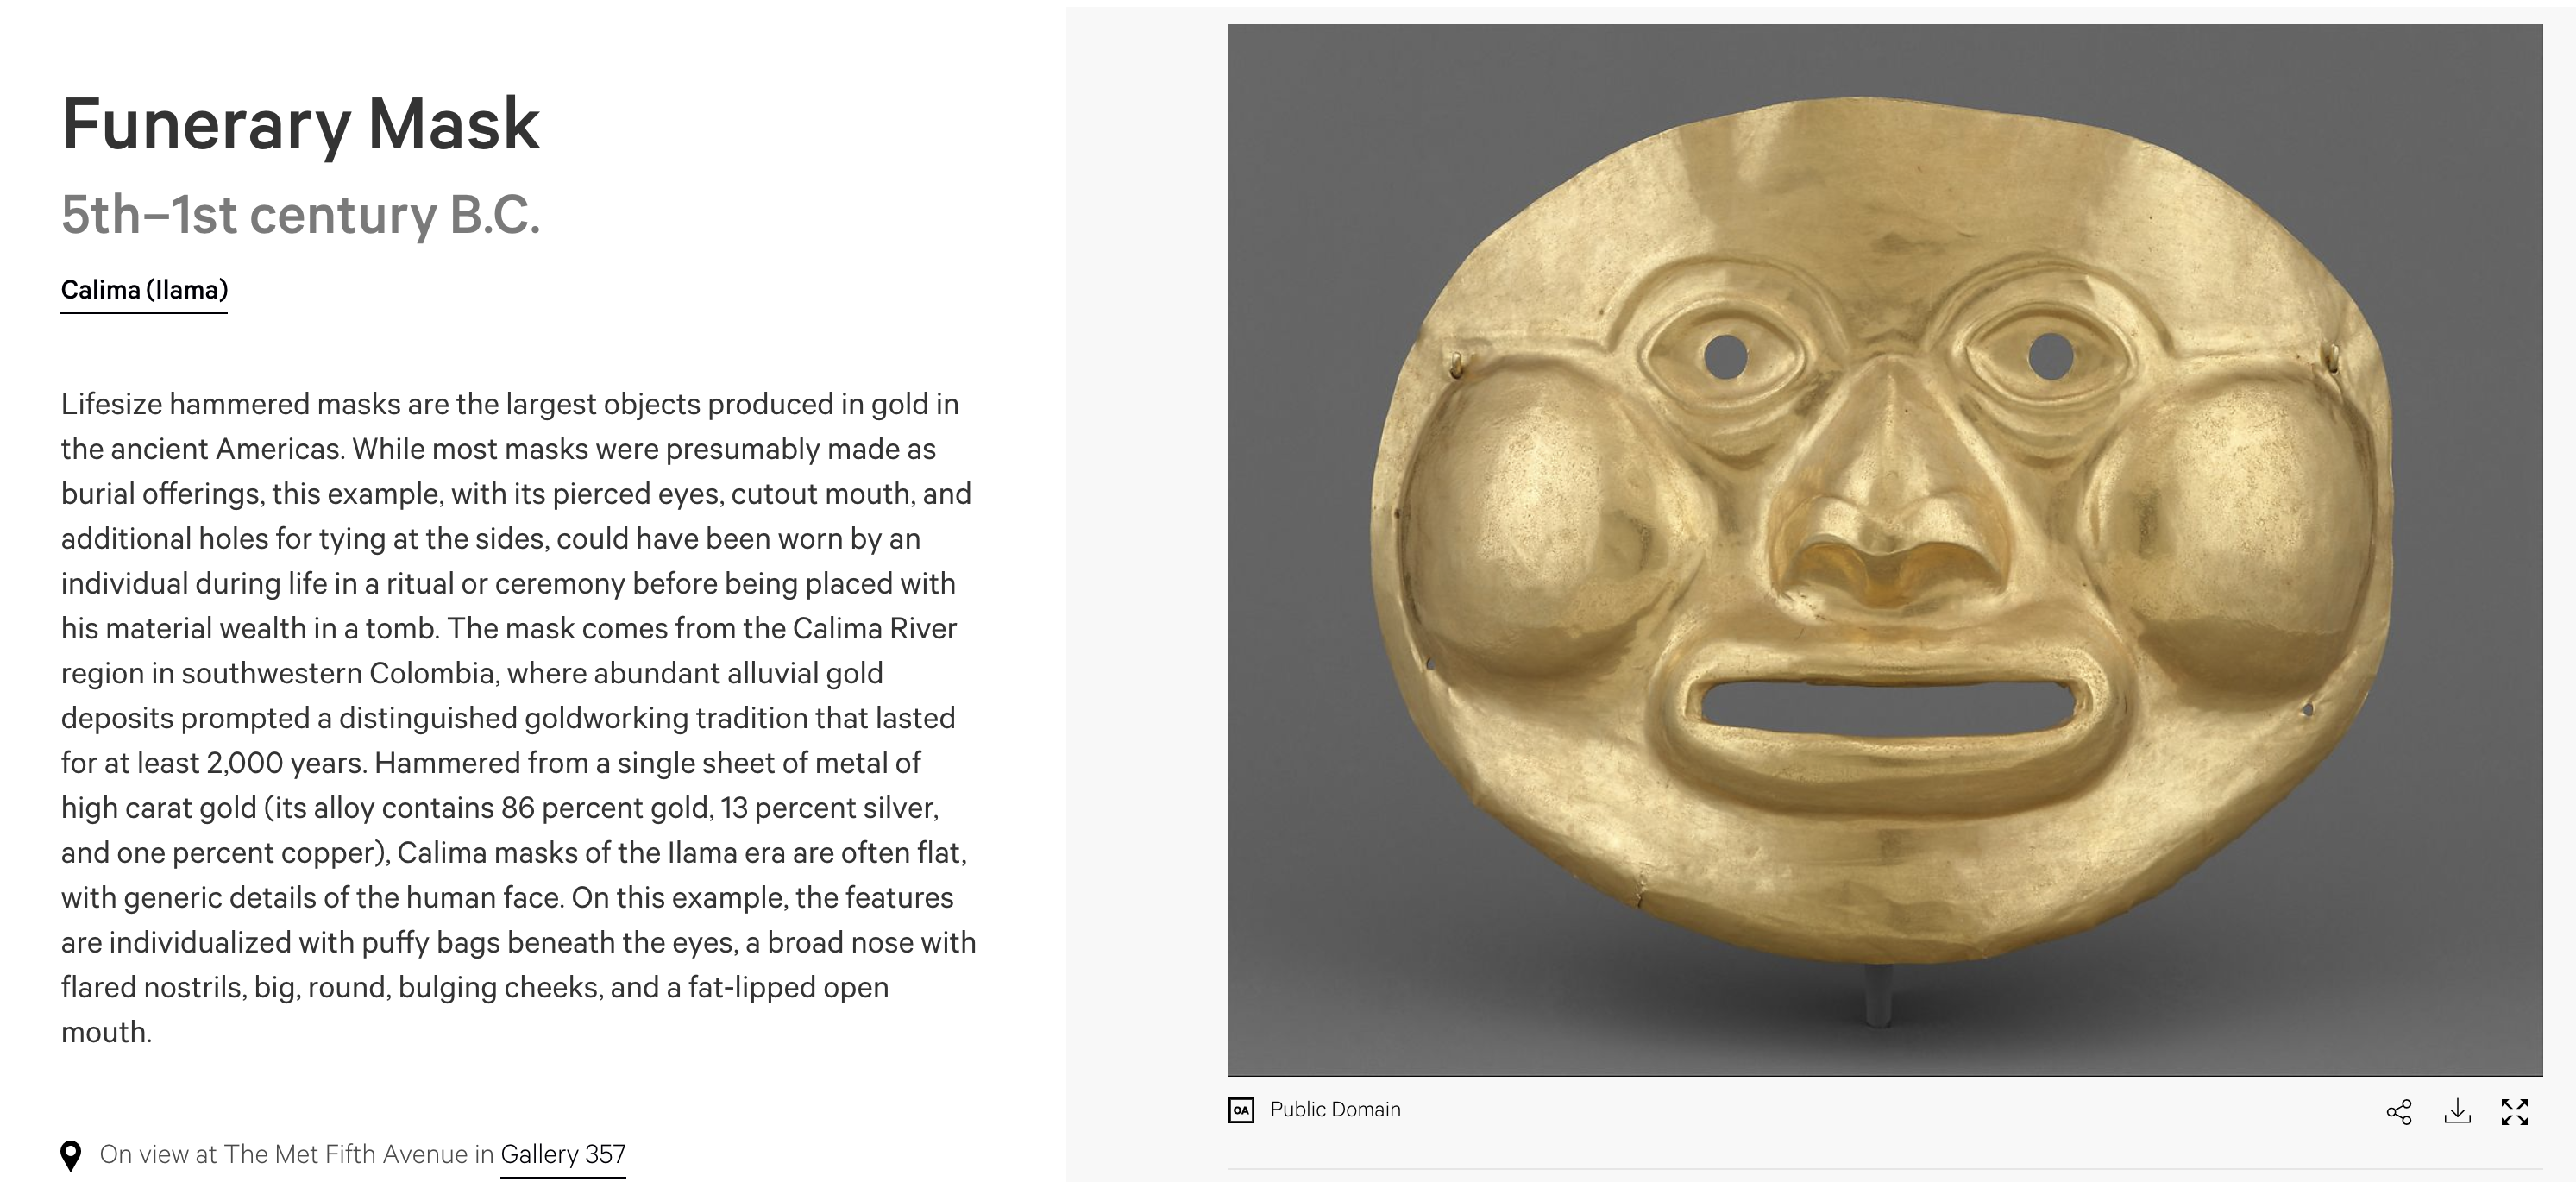 Funerary Mask
5th–1st century B.C.
Calima (Ilama)
Lifesize hammered masks are the largest objects produced in gold in
the ancient Americas. While most masks were presumably made as
burial offerings, this example, with its pierced eyes, cutout mouth, and
additional holes for tying at the sides, could have been worn by an
individual during life in a ritual or ceremony before being placed with
his material wealth in a tomb. The mask comes from the Calima River
region in southwestern Colombia, where abundant alluvial gold
deposits prompted a distinguished goldworking tradition that lasted
for at least 2,000 years. Hammered from a single sheet of metal of
high carat gold (its alloy contains 86 percent gold, 13 percent silver,
and one percent copper), Calima masks of the Ilama era are often flat,
with generic details of the human face. On this example, the features
are individualized with puffy bags beneath the eyes, a broad nose with
flared nostrils, big, round, bulging cheeks, and a fat-lipped open
mouth.
On view at The Met Fifth Avenue in Gallery 357
OA Public Domain